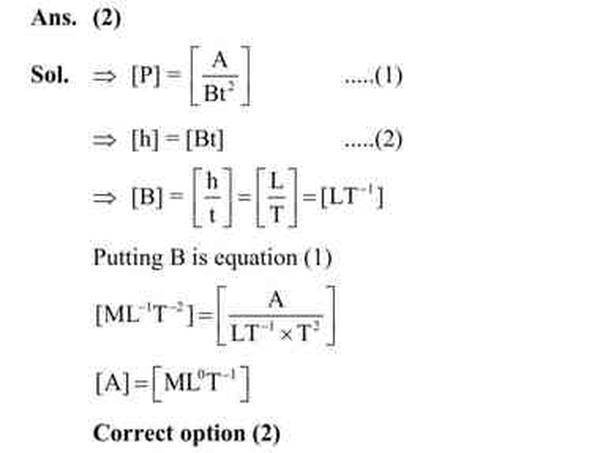 Ans. (2)
Sol. ⇒ [P] = [A / Bt²] .....(1)
⇒ [h] = [Bt] .....(2)
⇒ [B] = [h / t] = [L / T] = [LT⁻¹]
Putting B is equation (1)
[ML⁻¹T⁻²] = [A / LT⁻¹ × T²]
[A] = [ML⁰T⁻¹]
Correct option (2)